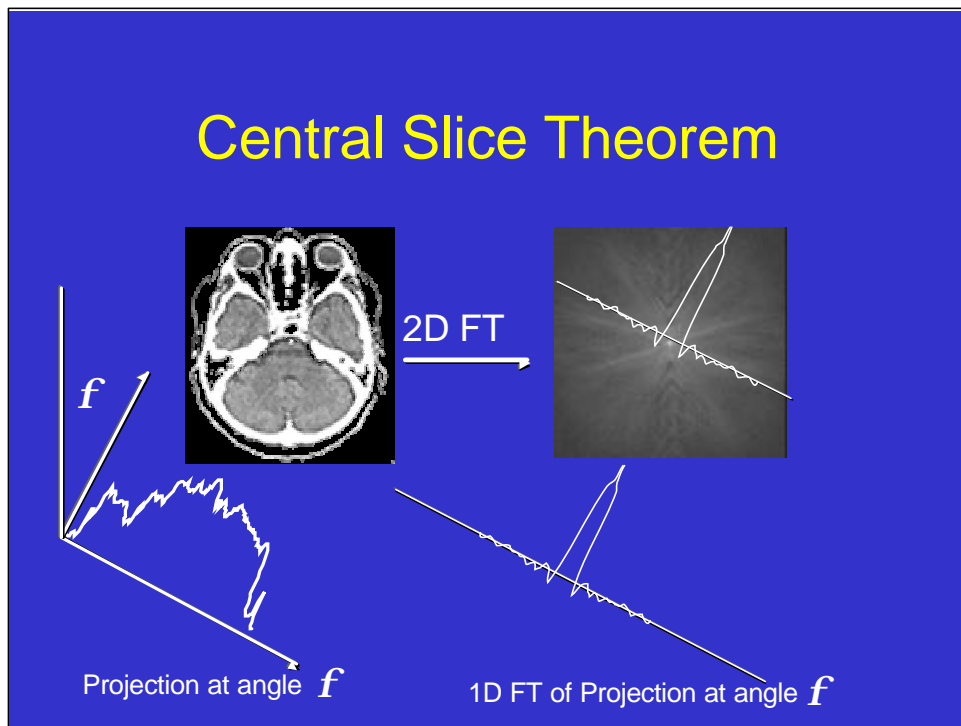 Central Slice Theorem
2D FT
f
Projection at angle f
1D FT of Projection at angle f